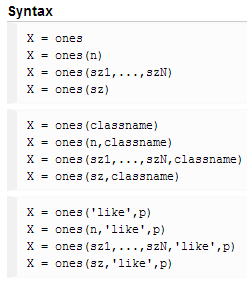 Syntax
X = ones
X = ones(n)
X = ones(sz1,...,szN)
X = ones(sz)
X = ones(classname)
X = ones(n,classname)
X = ones(sz1,...,szN,classname)
X = ones(sz,classname)
X = ones('like',p)
X = ones(n,'like',p)
X = ones(sz1,...,szN,'like',p)
X = ones(sz,'like',p)